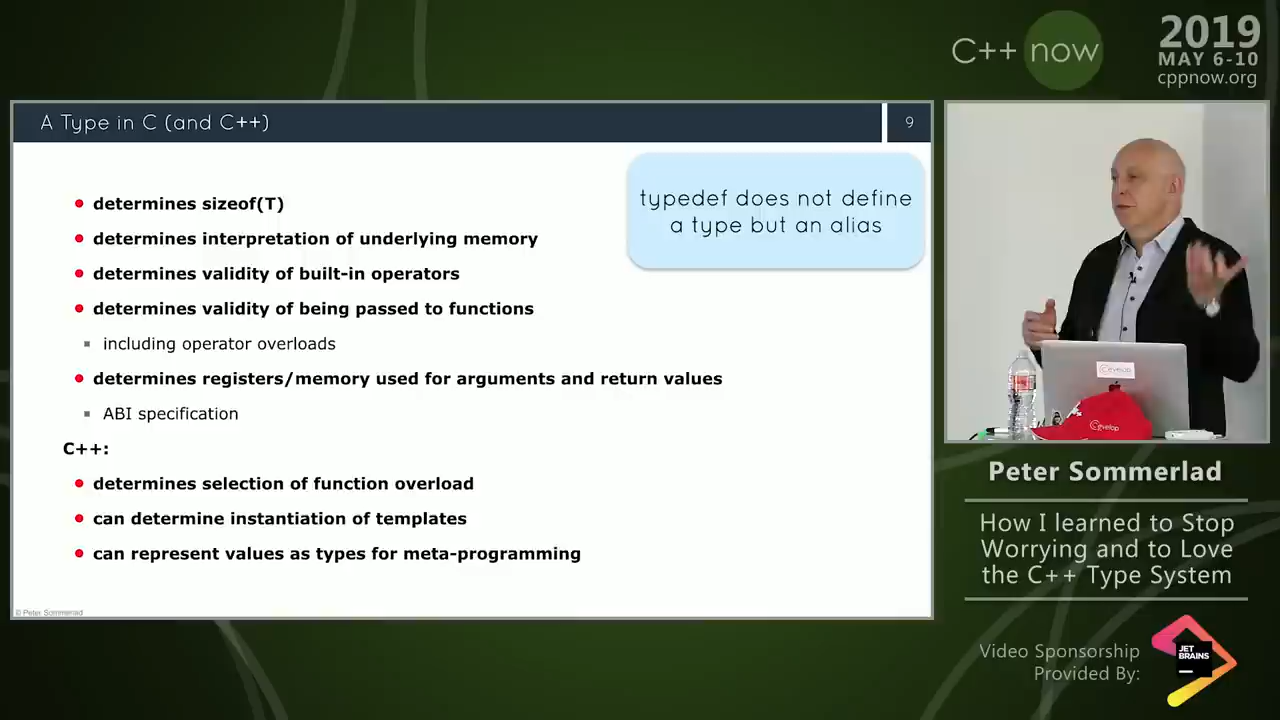 C++ now
2019
MAY 6-10
cppnow.org
A Type in C (and C++)
9
typedef does not define
a type but an alias
determines sizeof(T)
determines interpretation of underlying memory
determines validity of built-in operators
determines validity of being passed to functions
including operator overloads
determines registers/memory used for arguments and return values
ABI specification
C++:
determines selection of function overload
can determine instantiation of templates
can represent values as types for meta-programming
© Peter Sommerlad
Cevelop
Cevelop
Peter Sommerlad
How I learned to Stop
Worrying and to Love
the C++ Type System
Video Sponsorship
Provided By:
JET
BRAINS